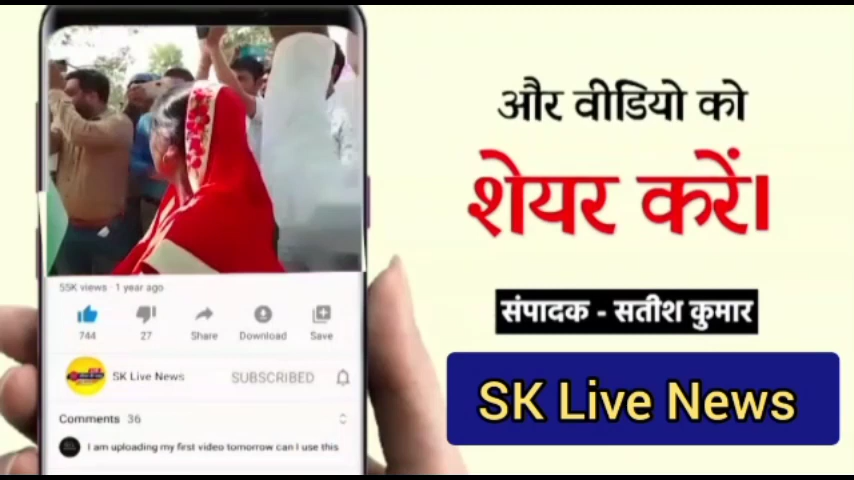 55K views · 1 year ago
744
27
Share
Download
Save
SK Live News
SUBSCRIBED
Comments 36
I am uploading my first video tomorrow can I use this
और वीडियो को
शेयर करें।
संपादक - सतीश कुमार
SK Live News